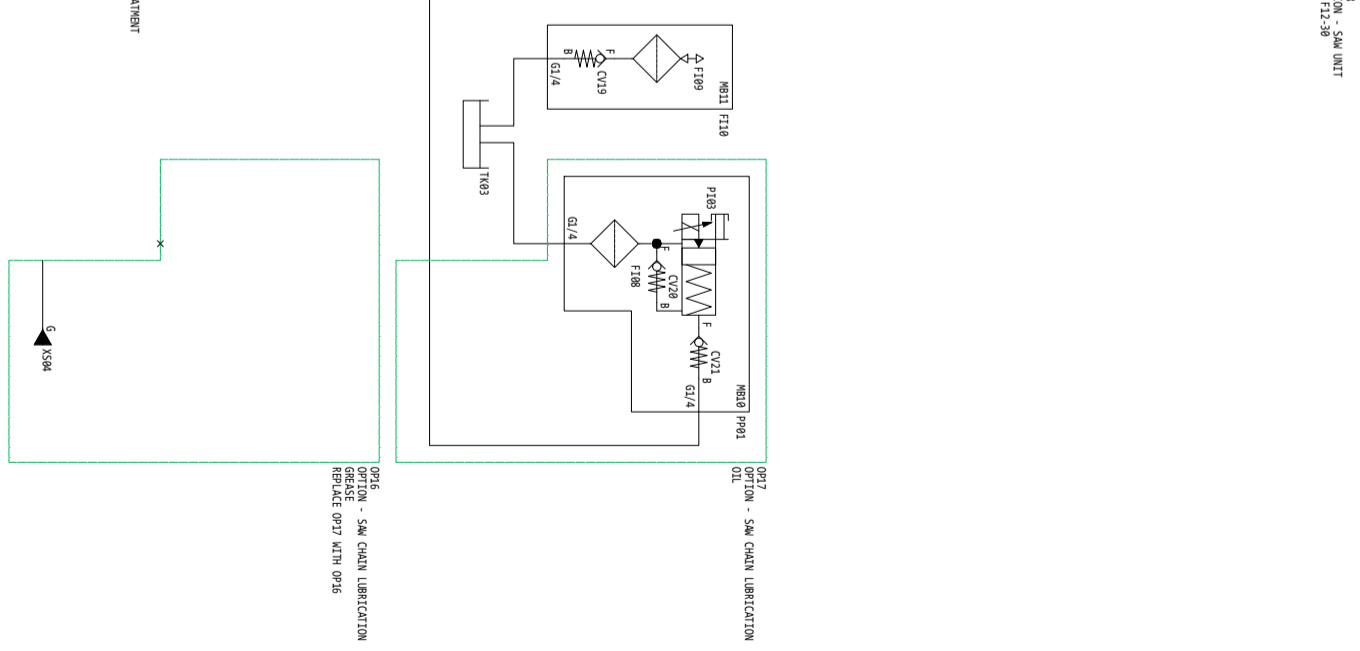 ON - SAW UNIT
F12-30
ATMENT
MB11
FI10
FI09
F
CV19
B
G1/4
TK03
OP17
OPTION - SAW CHAIN LUBRICATION
OIL
MB10
PP01
PI03
G1/4
F
CV20
B
FI08
F
CV21
B
G1/4
OP16
OPTION - SAW CHAIN LUBRICATION
GREASE
REPLACE OP17 WITH OP16
G
XS04